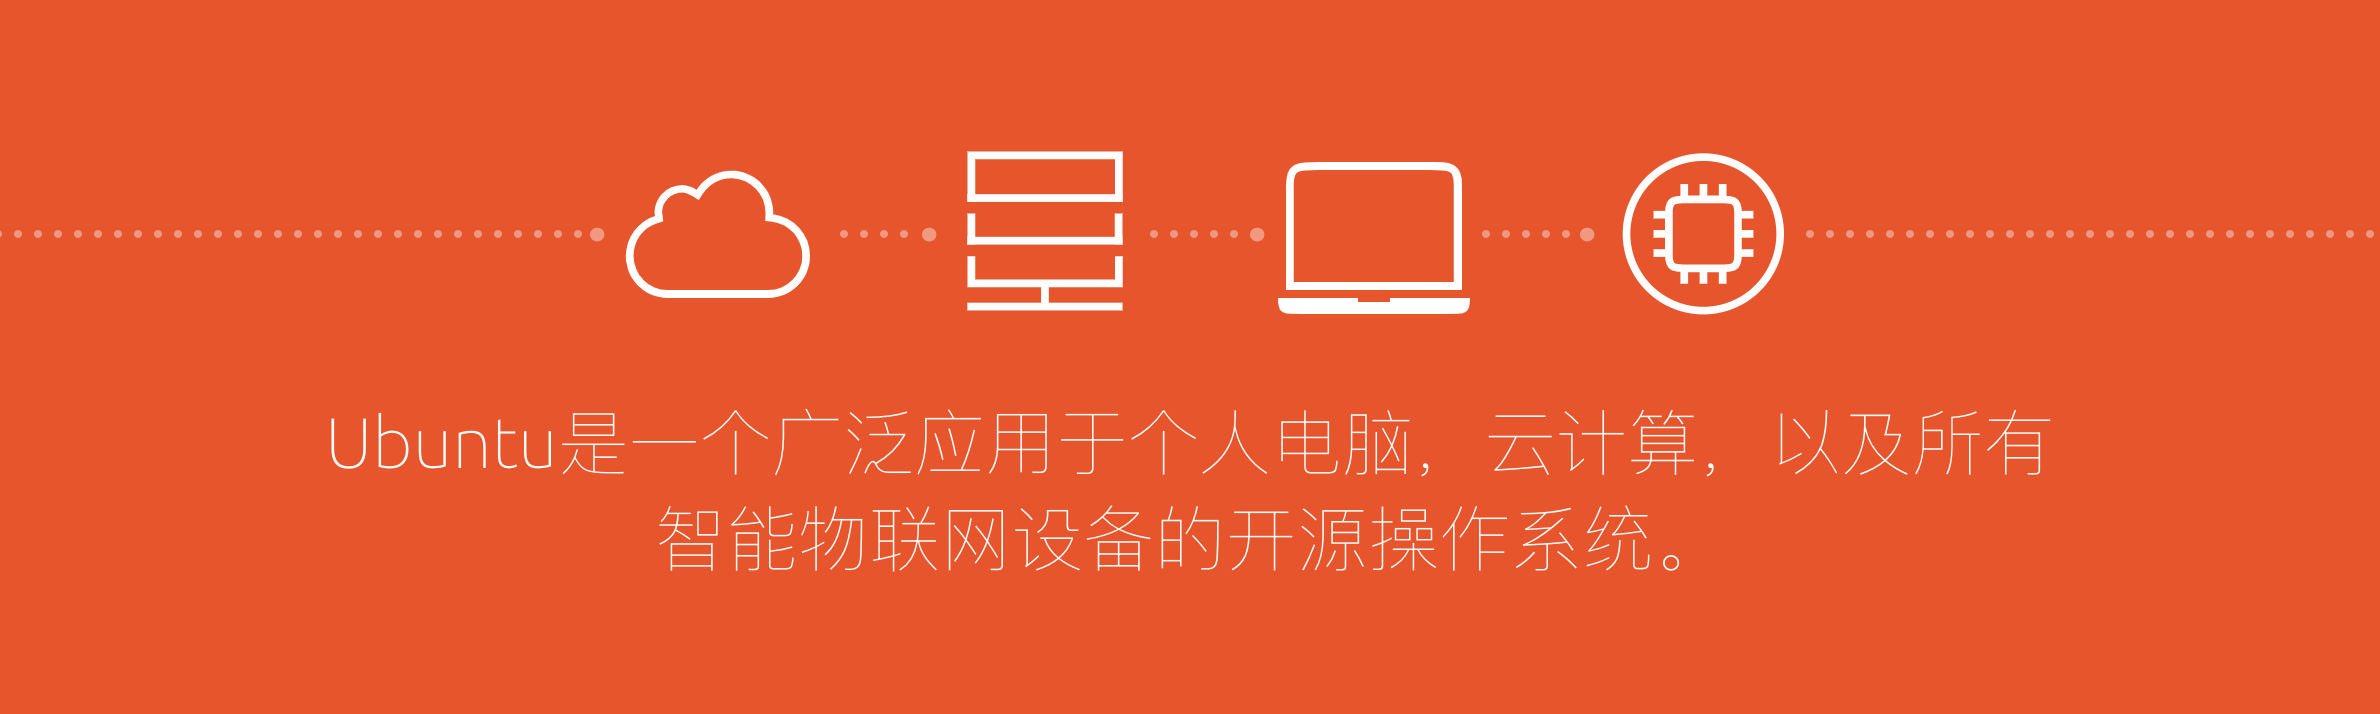 Ubuntu是一个广泛应用于个人电脑，云计算，以及所有
智能物联网设备的开源操作系统。